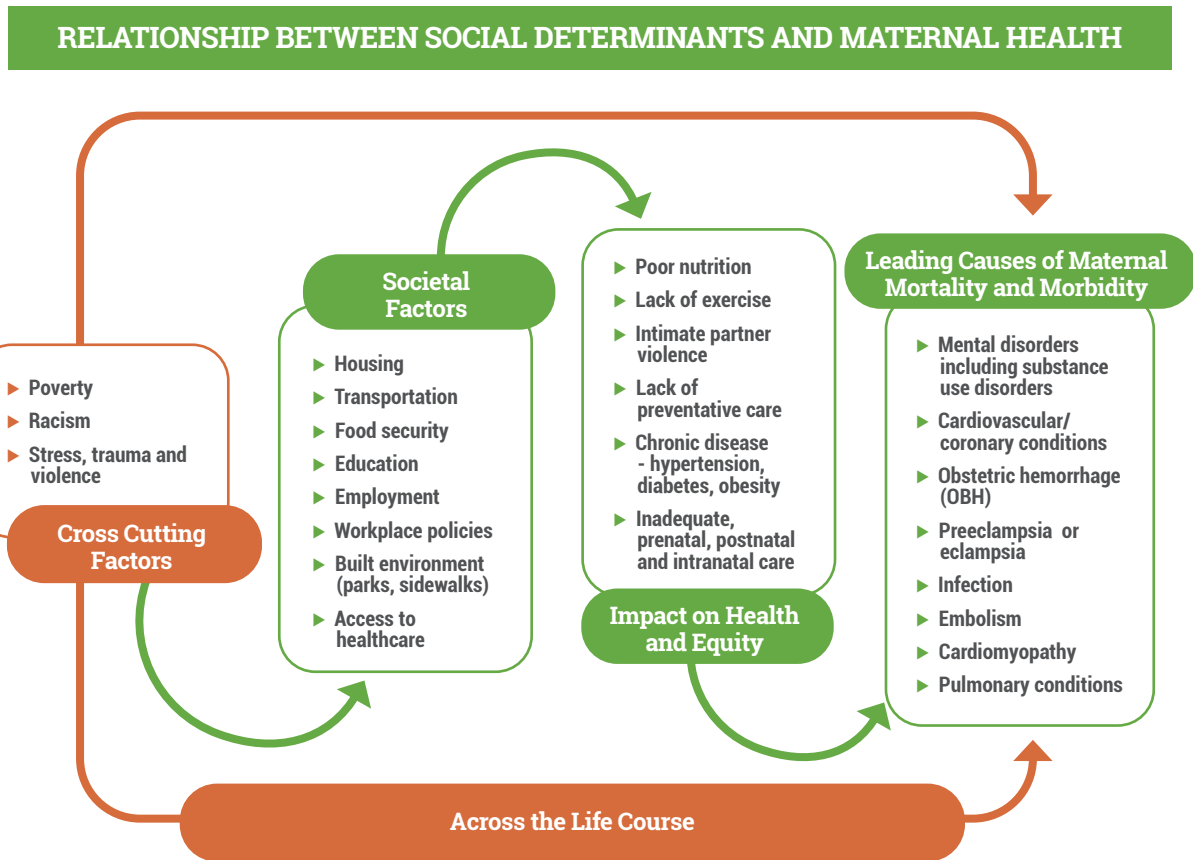 RELATIONSHIP BETWEEN SOCIAL DETERMINANTS AND MATERNAL HEALTH
Poverty
Racism
Stress, trauma and
violence
Cross Cutting
Factors
Societal
Factors
Housing
Transportation
Food security
Education
Employment
Workplace policies
Built environment
(parks, sidewalks)
Access to
healthcare
Poor nutrition
Lack of exercise
Intimate partner
violence
Lack of
preventative care
Chronic disease
- hypertension,
diabetes, obesity
Inadequate,
prenatal, postnatal
and intranatal care
Impact on Health
and Equity
Leading Causes of Maternal
Mortality and Morbidity
Mental disorders
including substance
use disorders
Cardiovascular/
coronary conditions
Obstetric hemorrhage
(OBH)
Preeclampsia or
eclampsia
Infection
Embolism
Cardiomyopathy
Pulmonary conditions
Across the Life Course